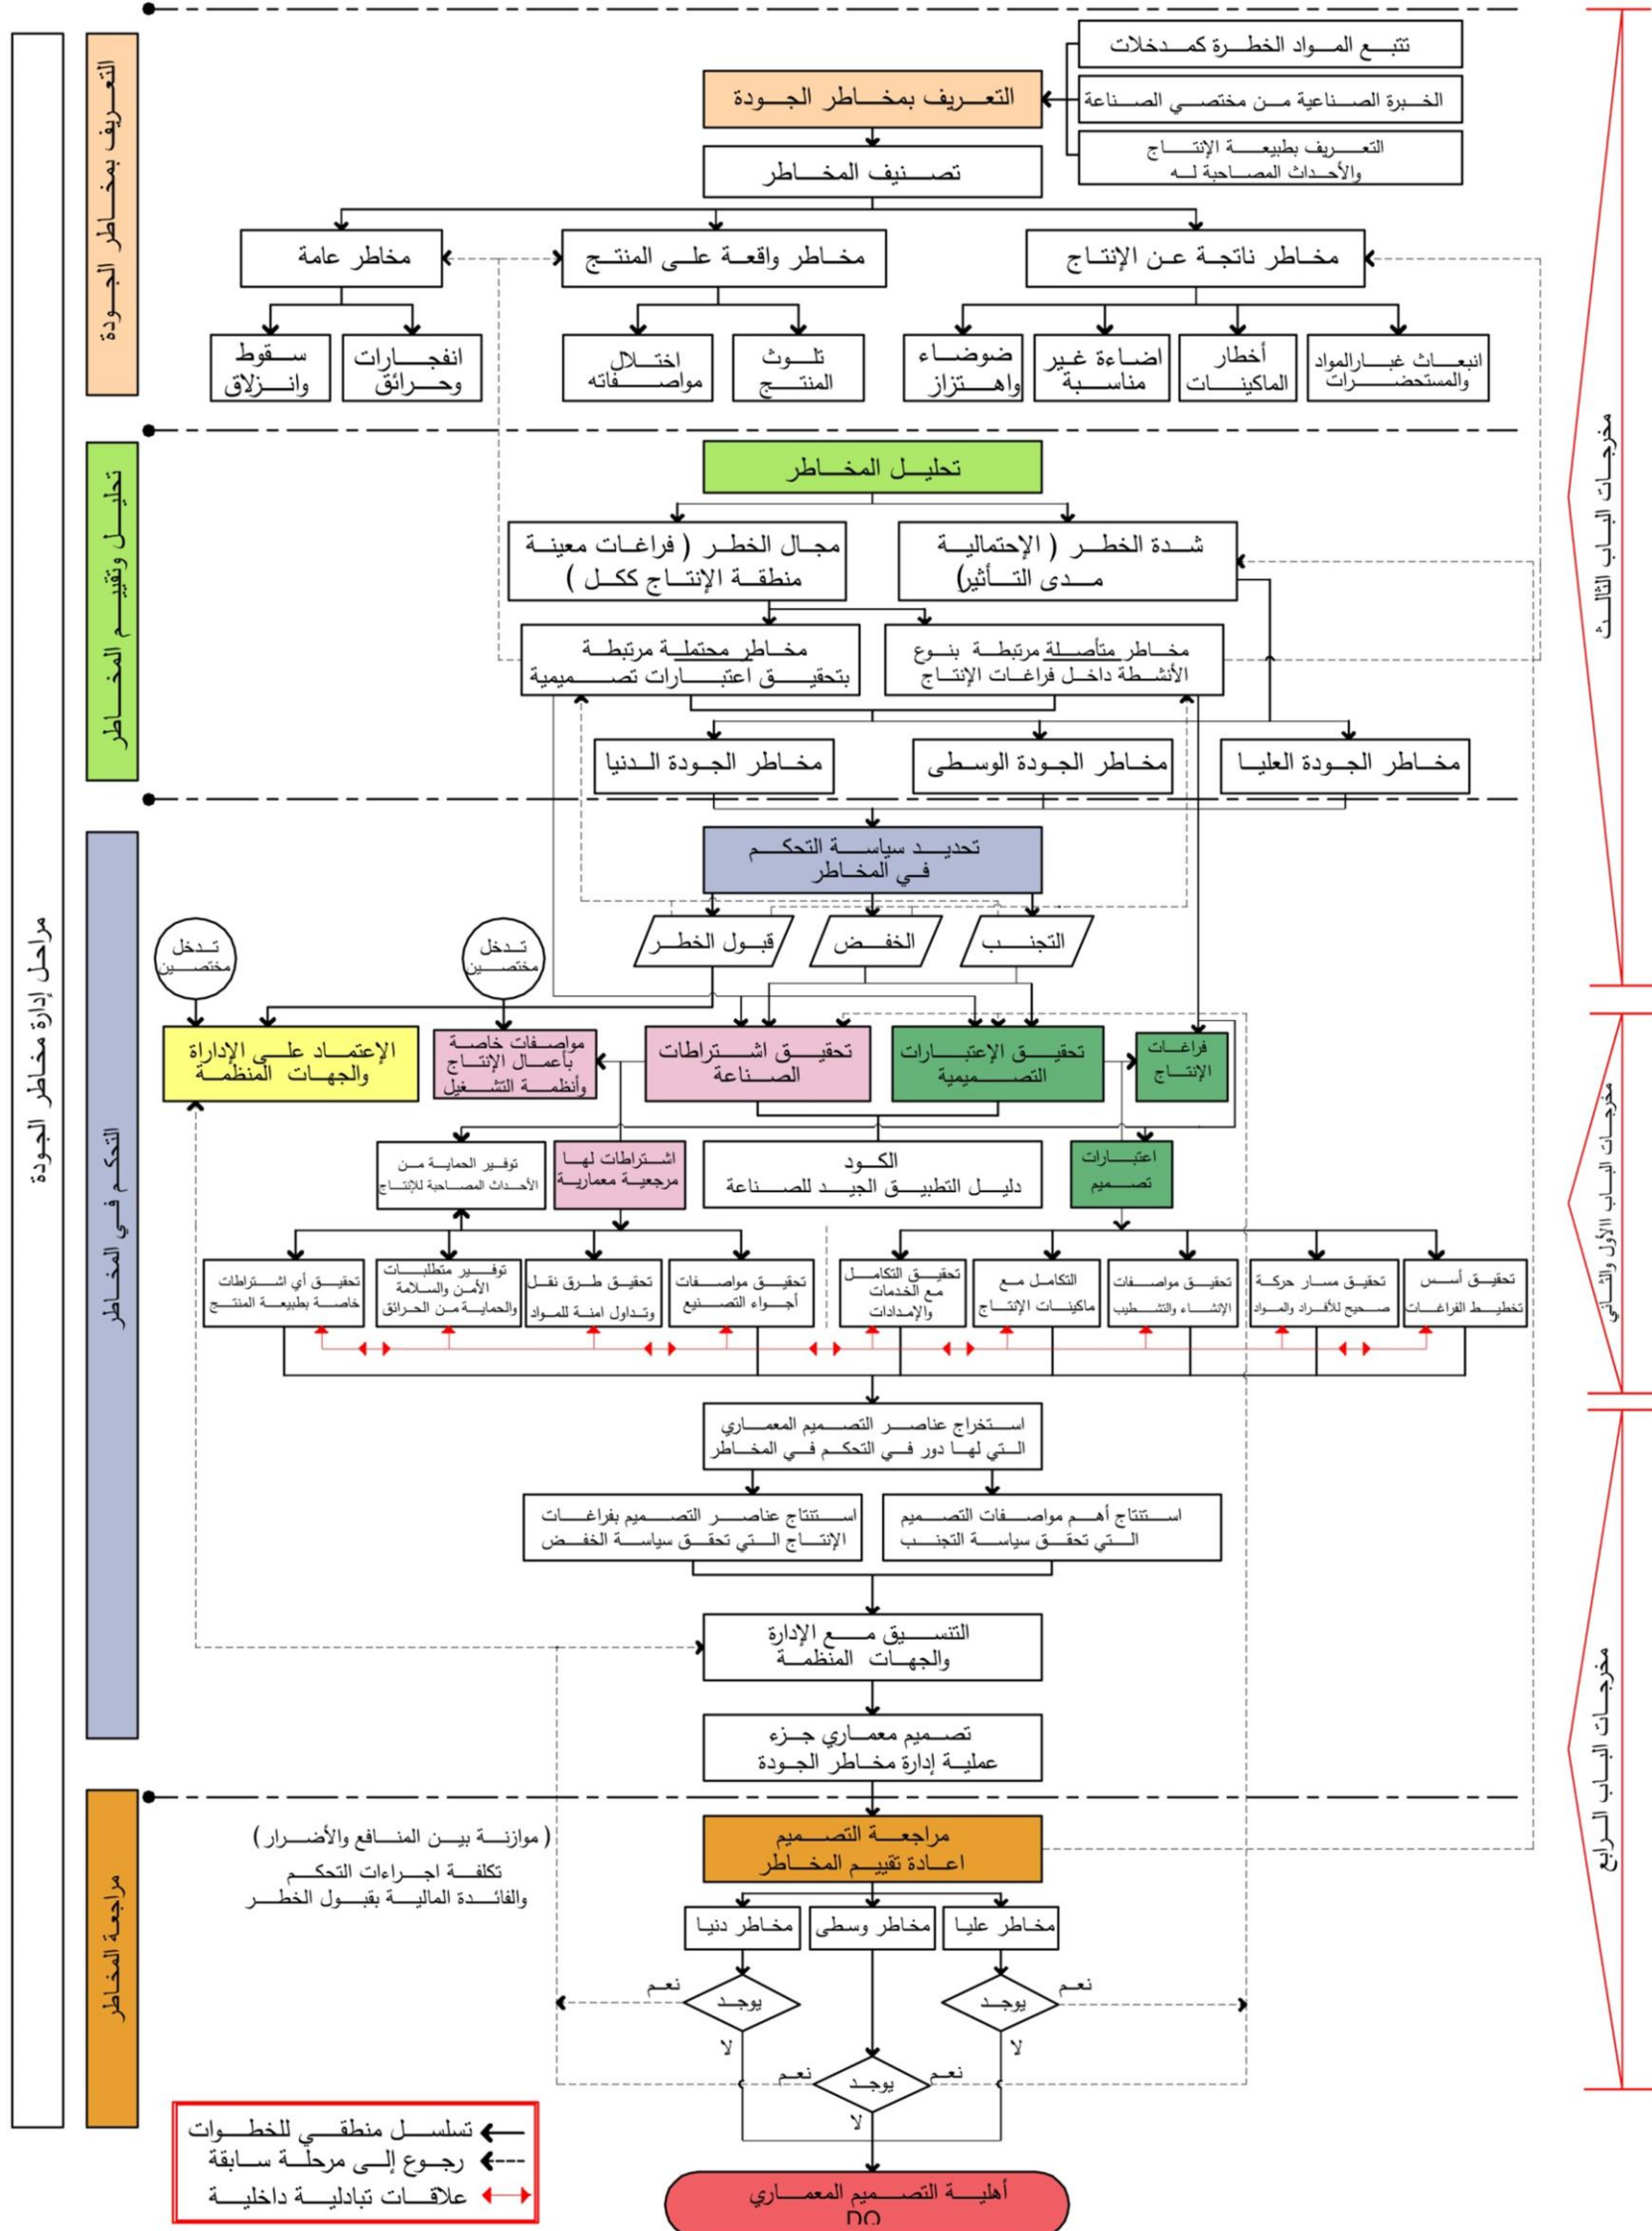 مراحل إدارة مخاطر الجودة
التعريف بمخاطر الجودة
تتبع المواد الخطرة كمدخلات
الخبرة الصناعية من مختصي الصناعة
التعريف بطبيعة الإنتاج
والأحداث المصاحبة له
التعريف بمخاطر الجودة
تصنيف المخاطر
مخاطر ناتجة عن الإنتاج
مخاطر واقعة على المنتج
مخاطر عامة
انبعاث غبارالمواد
والمستحضرات
أخطار
الماكينات
اضاءة غير
مناسبة
ضوضاء
واهتزاز
تلوث
المنتج
اختلال
مواصفاته
انفجارات
وحرائق
سقوط
وانزلاق
مخرجات الباب الثالث
تحليل وتقييم المخاطر
تحليل المخاطر
شدة الخطر ( الإحتمالية
مدى التأثير)
مجال الخطر ( فراغات معينة
منطقة الإنتاج ككل )
مخاطر متأصلة مرتبطة بنوع
الأنشطة داخل فراغات الإنتاج
مخاطر محتملة مرتبطة
بتحقيق اعتبارات تصميمية
مخاطر الجودة العليا
مخاطر الجودة الوسطى
مخاطر الجودة الدنيا
التحكم في المخاطر
تحديد سياسة التحكم
في المخاطر
التجنب
الخفض
قبول الخطر
تدخل
مختصين
تدخل
مختصين
فراغات
الإنتاج
تحقيق الإعتبارات
التصميمية
تحقيق اشتراطات
الصناعة
مواصفات خاصة
بأعمال الإنتاج
وأنظمة التشغيل
الإعتماد على الإداراة
والجهات المنظمة
مخرجات الباب الأول والثاني
اعتبارات
تصميم
الكود
دليل التطبيق الجيد للصناعة
اشتراطات لها
مرجعية معمارية
توفير الحماية من
الأحداث المصاحبة للإنتاج
تحقيق أسس
تخطيط الفراغات
تحقيق مسار حركة
صحيح للأفراد والمواد
تحقيق مواصفات
الإنشاء والتشطيب
التكامل مع
ماكينات الإنتاج
تحقيق التكامل
مع الخدمات
والإمدادات
تحقيق مواصفات
أجواء التصنيع
تحقيق طرق نقل
وتداول امنة للمواد
توفير متطلبات
الأمن والسلامة
والحماية من الحرائق
تحقيق أي اشتراطات
خاصة بطبيعة المنتج
استخراج عناصر التصميم المعماري
التي لها دور في التحكم في المخاطر
استنتاج أهم مواصفات التصميم
التي تحقق سياسة التجنب
استنتاج عناصر التصميم بفراغات
الإنتاج التي تحقق سياسة الخفض
التنسيق مع الإدارة
والجهات المنظمة
تصميم معماري جزء
عملية إدارة مخاطر الجودة
مخرجات الباب الرابع
مراجعة المخاطر
مراجعة التصميم
اعادة تقييم المخاطر
( موازنة بين المنافع والأضرار )
تكلفة اجراءات التحكم
والفائدة المالية بقبول الخطر
مخاطر عليا
مخاطر وسطى
مخاطر دنيا
يوجد
نعم
لا
يوجد
نعم
لا
يوجد
نعم
نعم
لا
أهلية التصميم المعماري
DQ
تسلسل منطقي للخطوات
رجوع إلى مرحلة سابقة
علاقات تبادلية داخلية